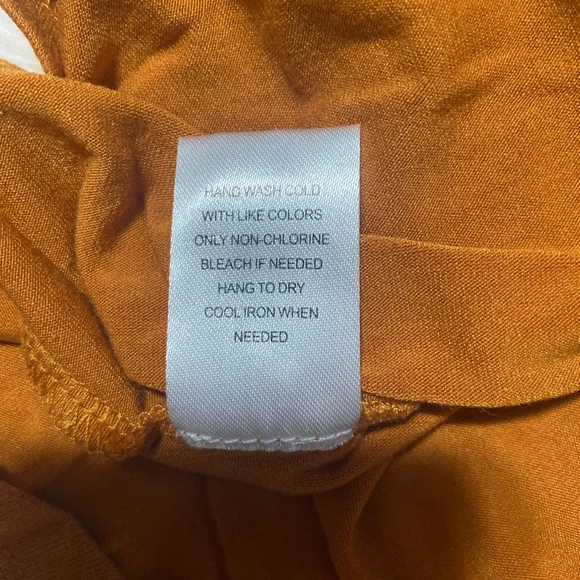 HAND WASH COLD
WITH LIKE COLORS
ONLY NON-CHLORINE
BLEACH IF NEEDED
HANG TO DRY
COOL IRON WHEN
NEEDED